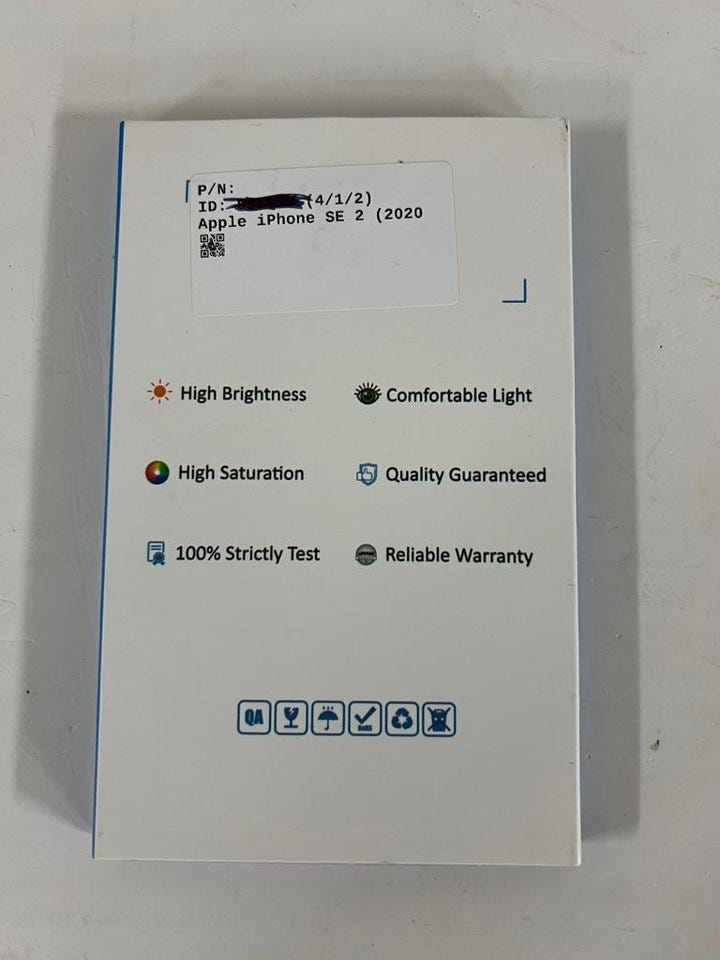 P/N:
ID: (4/1/2)
Apple iPhone SE 2 (2020
High Brightness
Comfortable Light
High Saturation
Quality Guaranteed
100% Strictly Test
Reliable Warranty
QA